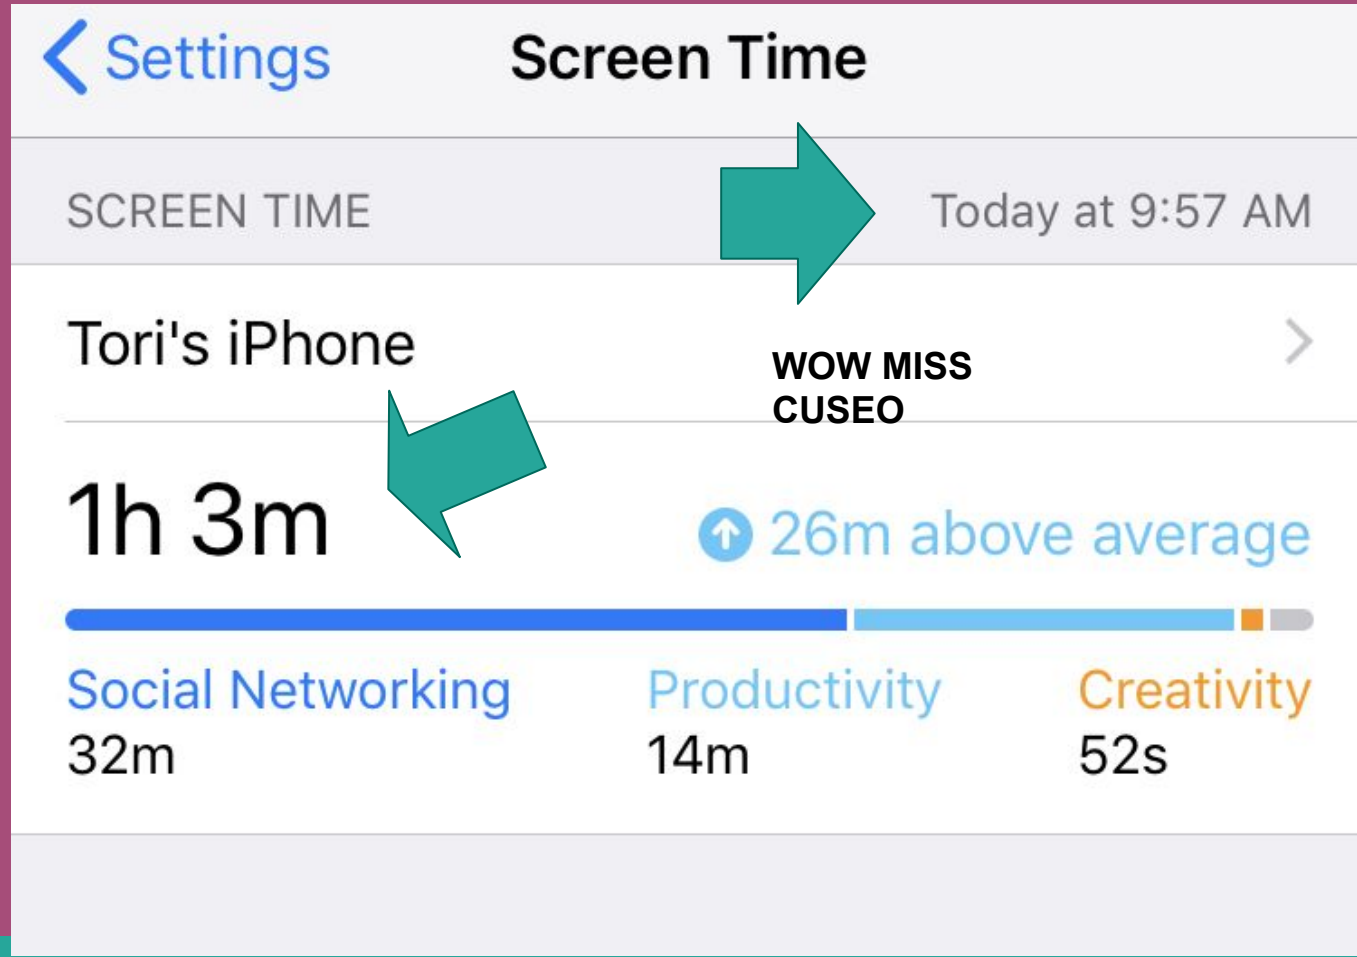 Settings
Screen Time
SCREEN TIME
Today at 9:57 AM
Tori's iPhone
WOW MISS
CUSEO
1h 3m
26m above average
Social Networking
Productivity
Creativity
32m
14m
52s